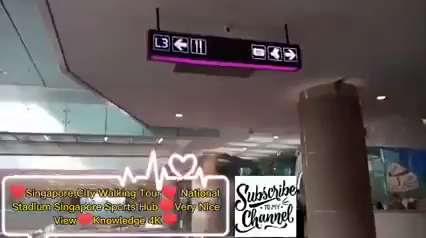 L3
Singapore City Walking Tour National
Stadium Singapore Sports Hub Very Nice
View Knowledge 4K
Subscribe
TO MY
Channel